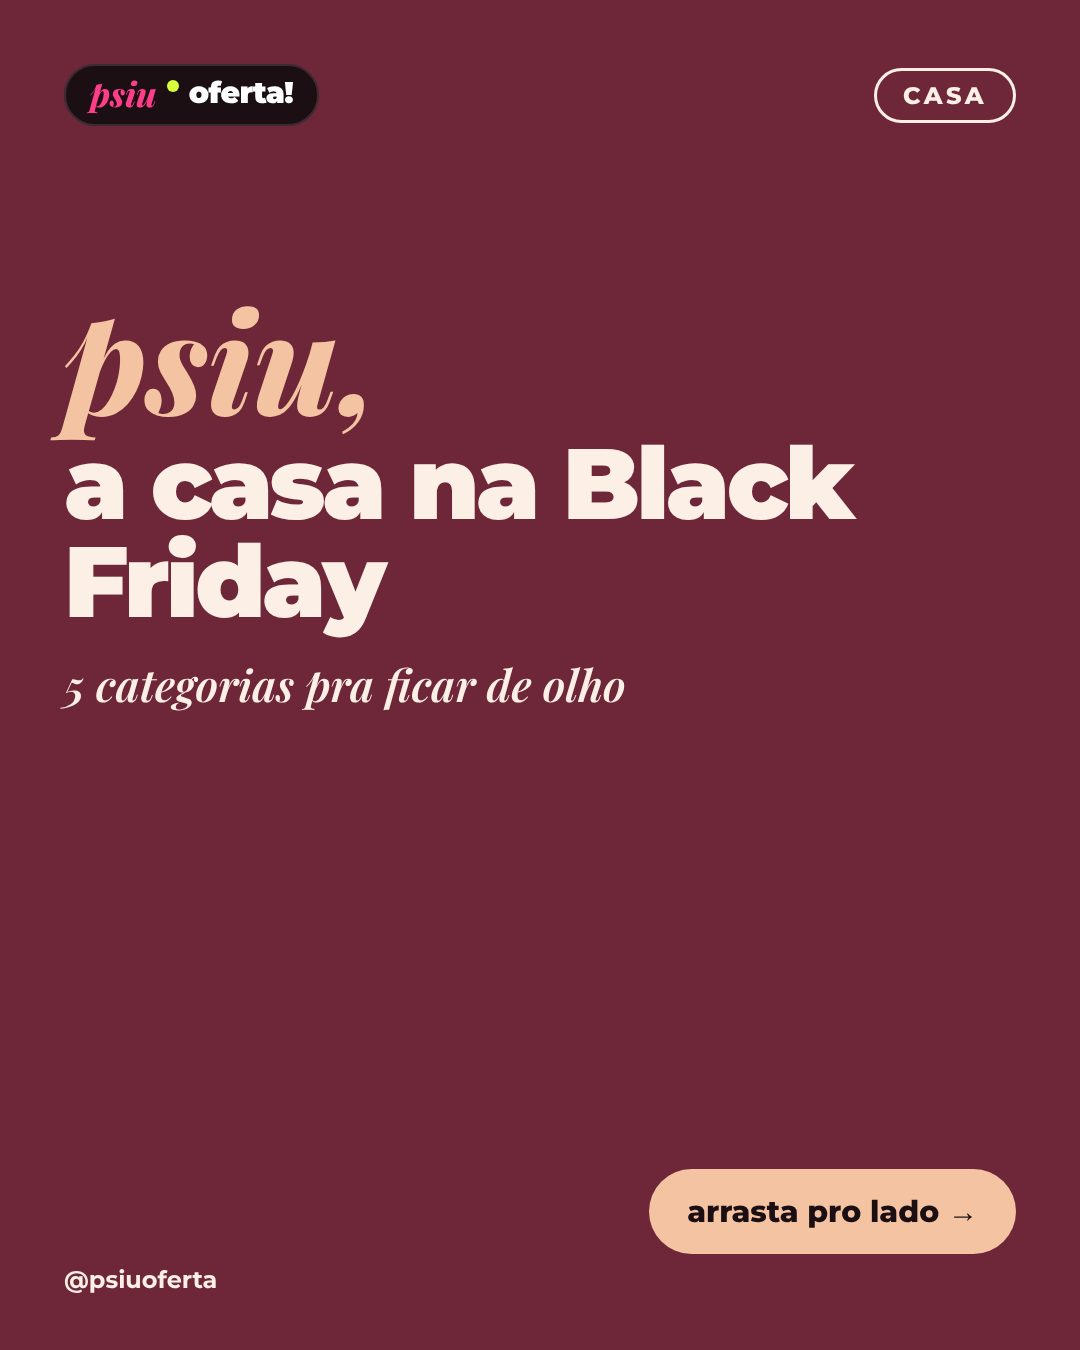 psiu • oferta!
CASA
psiu,
a casa na Black
Friday
5 categorias pra ficar de olho
arrasta pro lado →
@psiuoferta